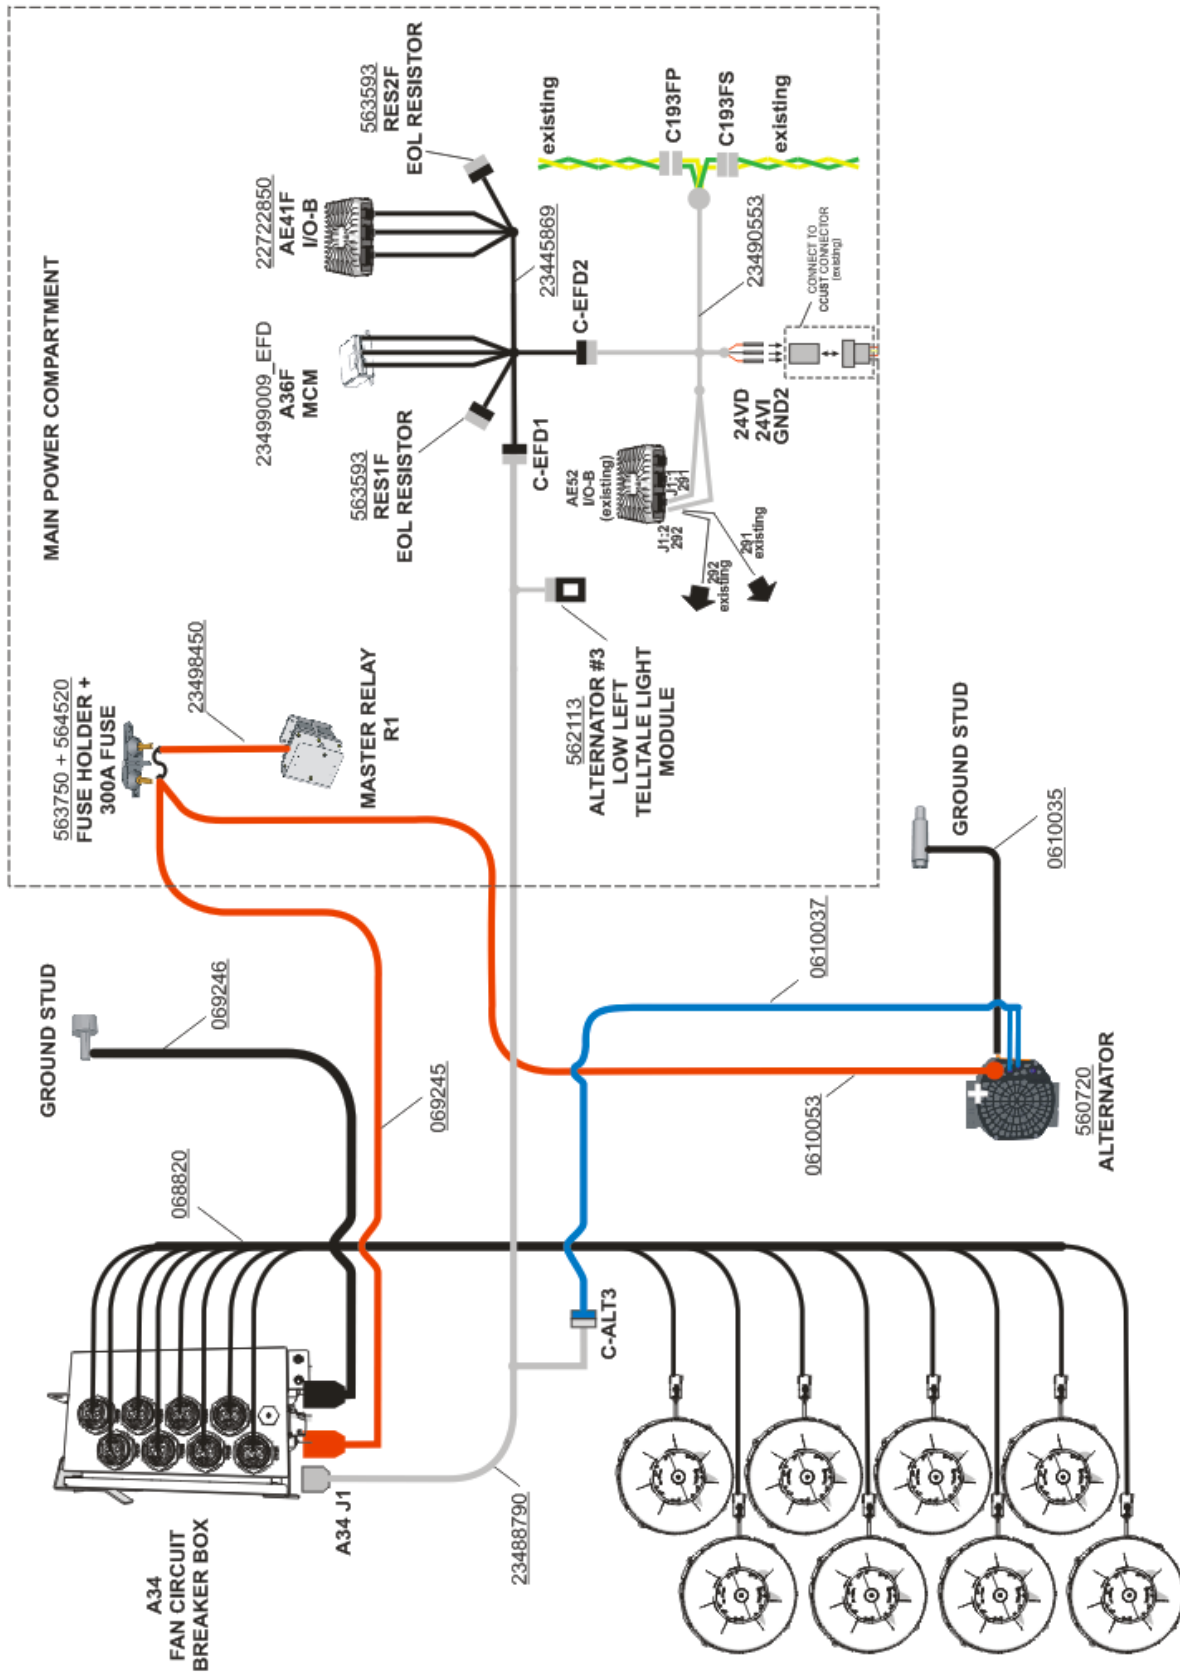 MAIN POWER COMPARTMENT
563750 + 564520
FUSE HOLDER +
300A FUSE
23498450
MASTER RELAY
R1
23499009_EFD
A36F
MCM
22722850
AE41F
I/O-B
563593
RES2F
EOL RESISTOR
563593
RES1F
EOL RESISTOR
C-EFD1
23445869
C-EFD2
existing
C193FP
C193FS
existing
23490553
CONNECT TO
CCUST CONNECTOR
(existing)
24VD
24VI
GND2
AE52
I/O-B
(existing)
J1:1
291
J1:2
292
292
existing
291
existing
562113
ALTERNATOR #3
LOW LEFT
TELLTALE LIGHT
MODULE
GROUND STUD
069246
069245
068820
A34
FAN CIRCUIT
BREAKER BOX
A34 J1
23488790
C-ALT3
0610037
0610053
560720
ALTERNATOR
GROUND STUD
0610035